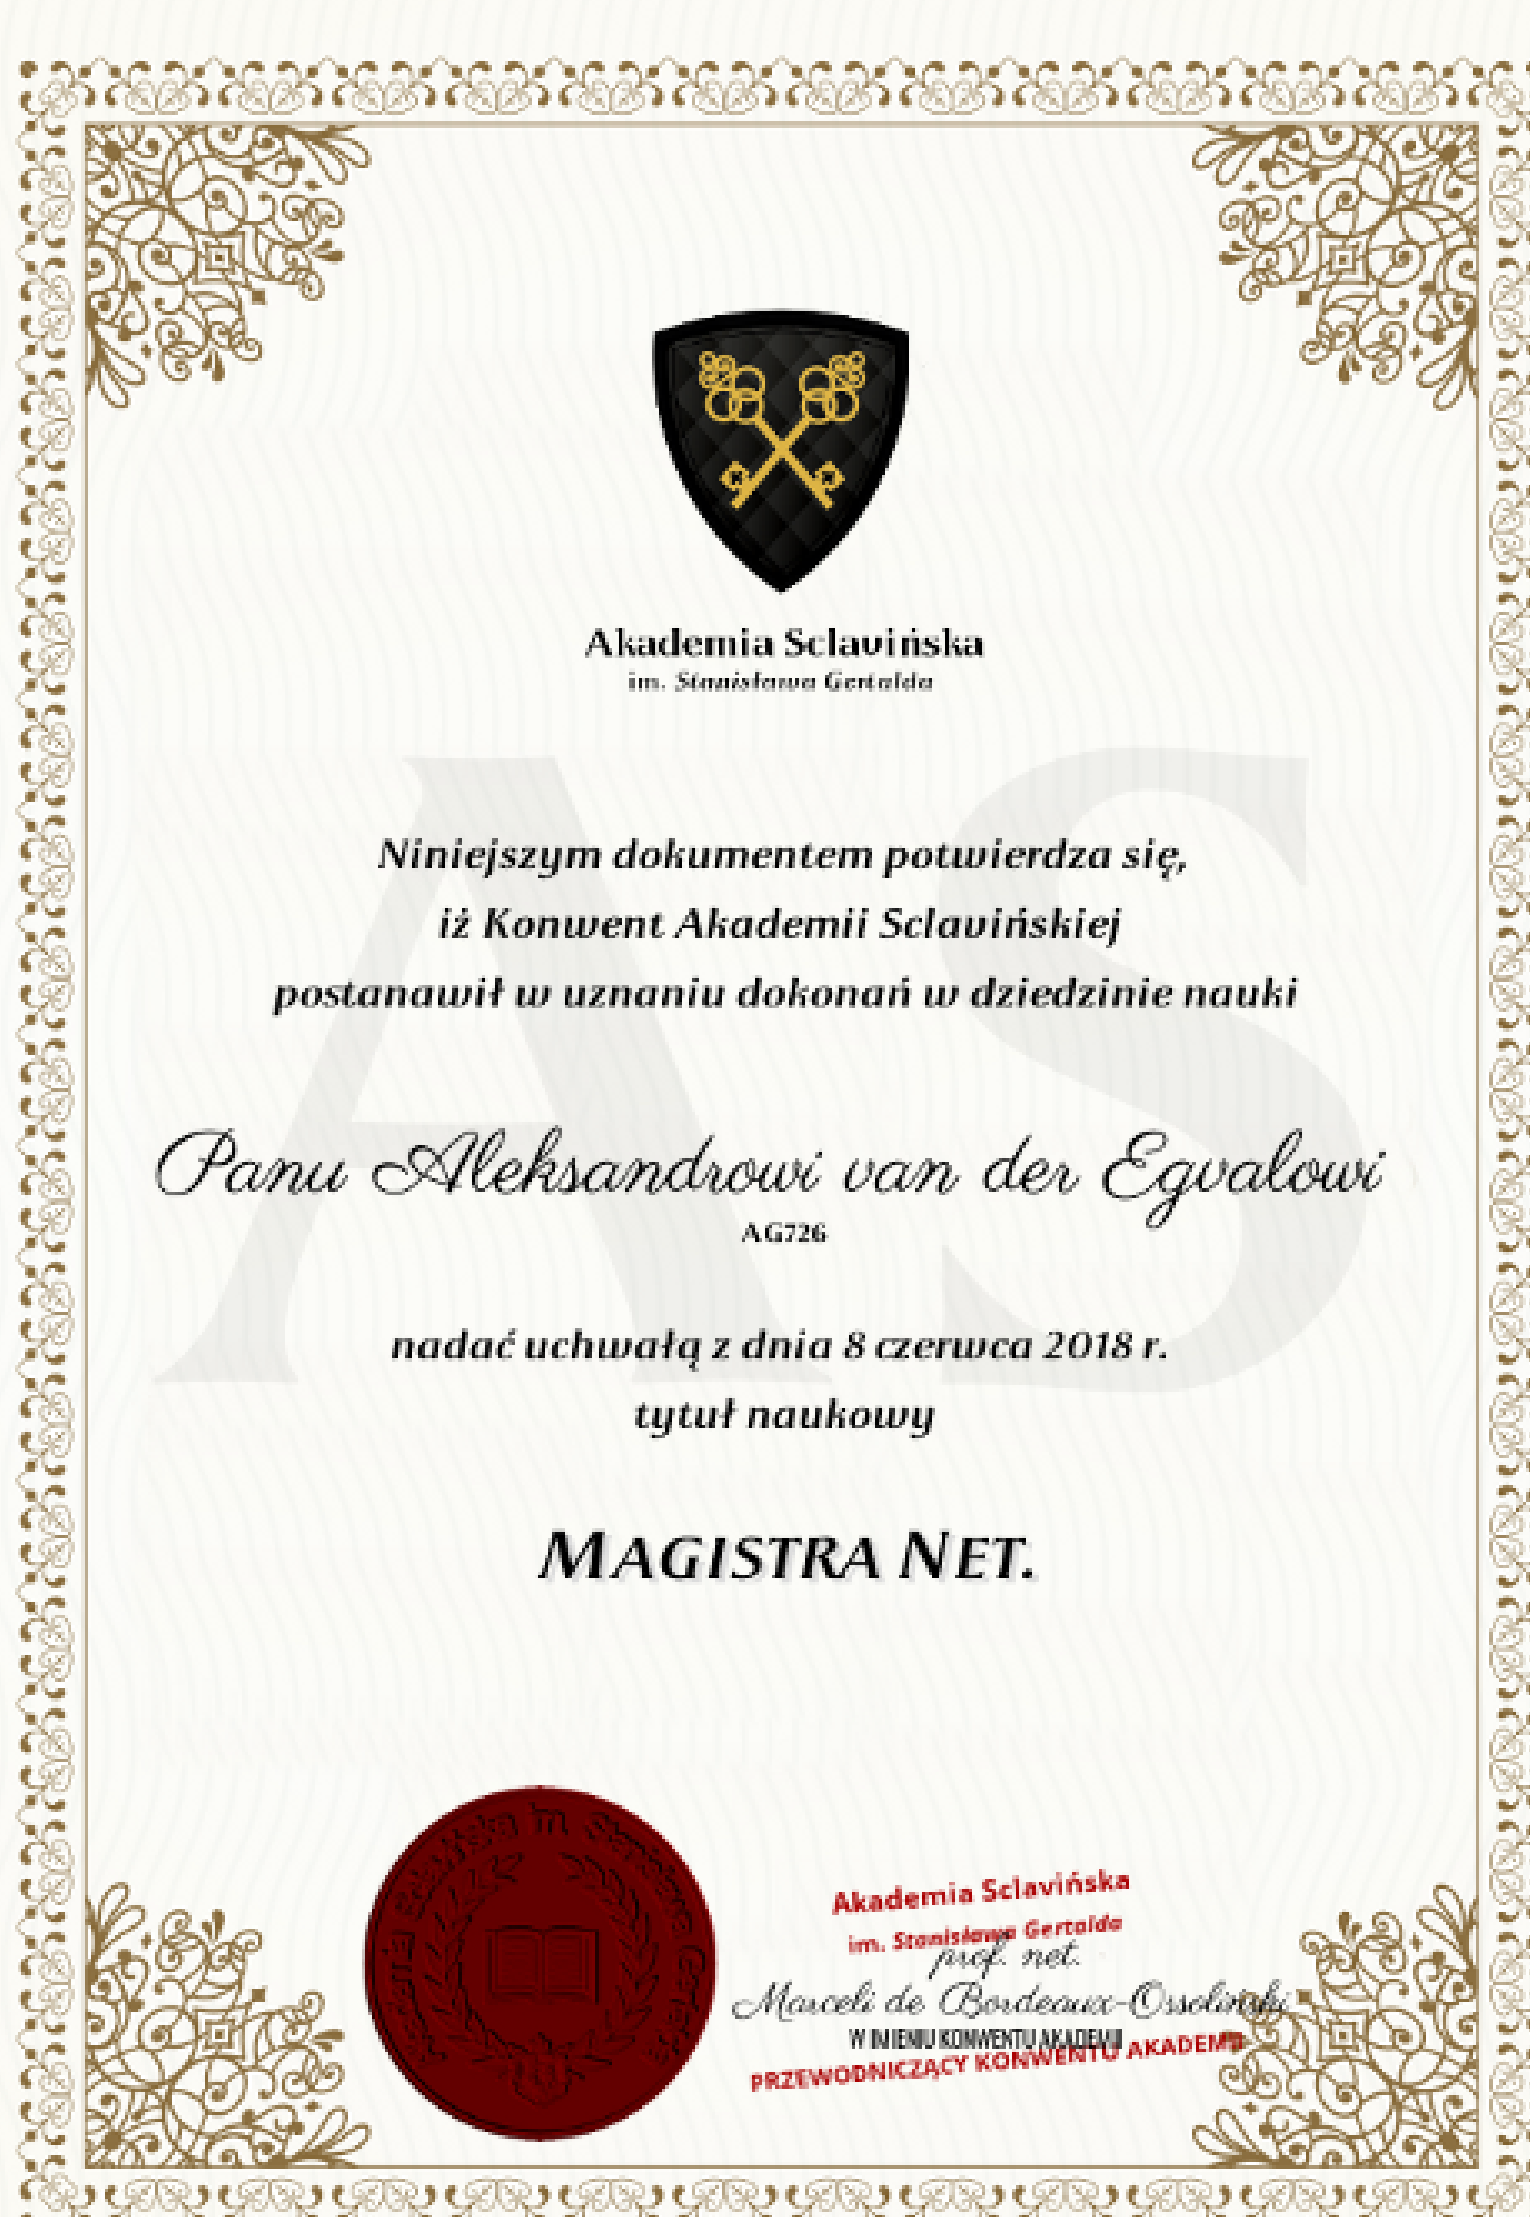 Akademia Sclavińska
im. Stanisława Gertalda
AS
Niniejszym dokumentem potwierdza się,
iż Konwent Akademii Sclavińskiej
postanawił w uznaniu dokonań w dziedzinie nauki
Panu Aleksandrowi van der Egvalowi
AG726
nadać uchwałą z dnia 8 czerwca 2018 r.
tytuł naukowy
MAGISTRA NET.
Akademia Sclavińska
im. Stanisława Gertalda
prof. net.
Marceli de Bordeaux-Ossoliński
W IMIENIU KONWENTU AKADEMII
PRZEWODNICZĄCY KONWENTU AKADEMII